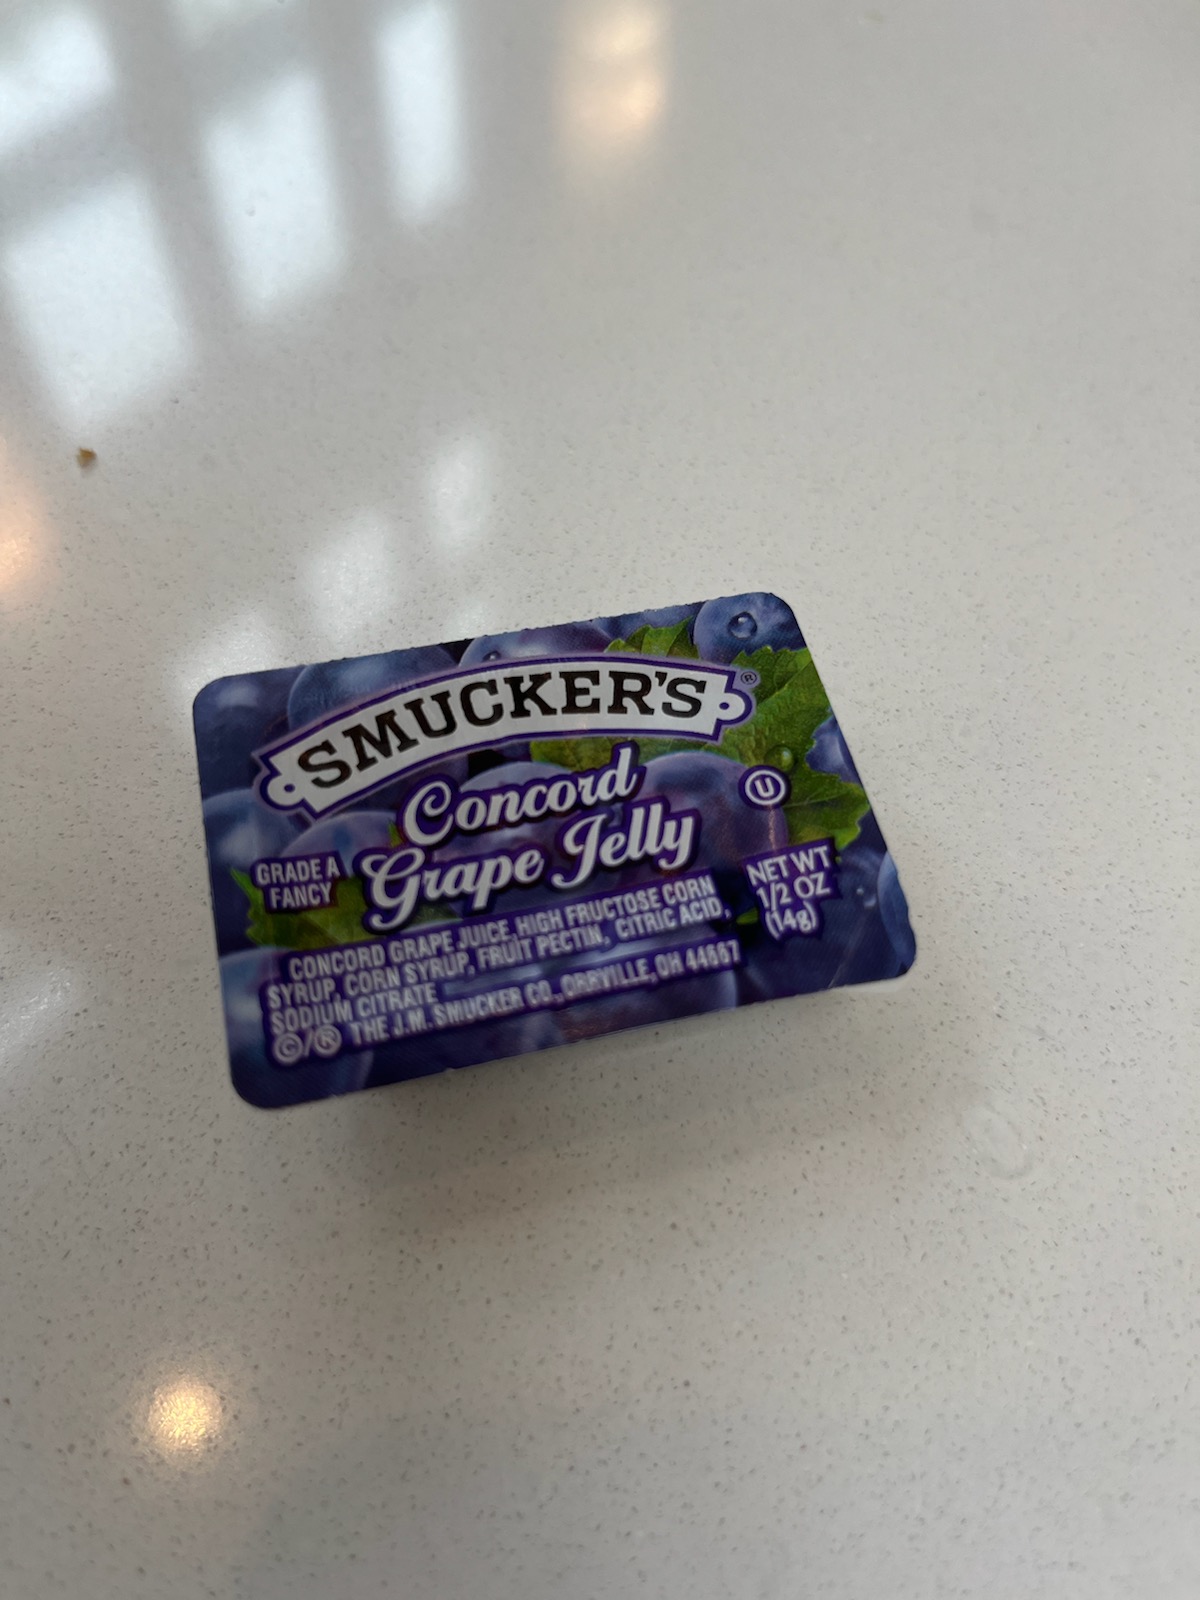 SMUCKER'S®
Concord
Grape Jelly
U
GRADE A
FANCY
NET WT
1/2 OZ
(14g)
CONCORD GRAPE JUICE, HIGH FRUCTOSE CORN
SYRUP, CORN SYRUP, FRUIT PECTIN, CITRIC ACID,
SODIUM CITRATE
©/® THE J.M. SMUCKER CO., ORRVILLE, OH 44667